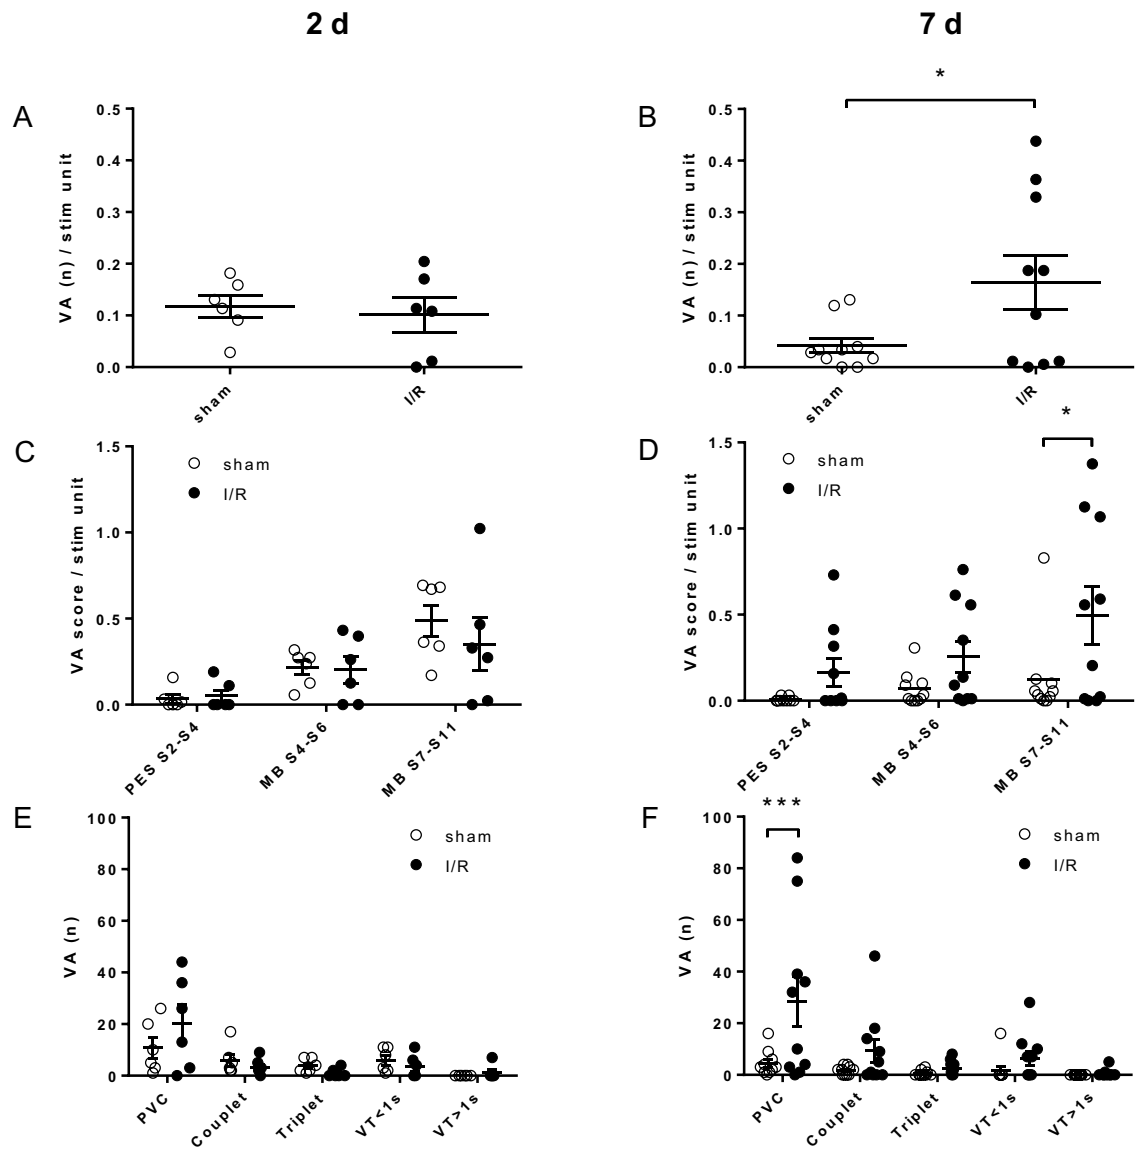 2 d
7 d
*
A
B
0.5
0.4
0.3
0.2
0.1
0.0
VA (n) / stim unit
sham
I/R
0.5
0.4
0.3
0.2
0.1
0.0
VA (n) / stim unit
sham
I/R
*
C
D
1.5
1.0
0.5
0.0
VA score / stim unit
sham
I/R
PES S2-S4
MB S4-S6
MB S7-S11
1.5
1.0
0.5
0.0
VA score / stim unit
sham
I/R
PES S2-S4
MB S4-S6
MB S7-S11
***
E
F
100
80
60
40
20
0
VA (n)
sham
I/R
PVC
Couplet
Triplet
VT<1s
VT>1s
100
80
60
40
20
0
VA (n)
sham
I/R
PVC
Couplet
Triplet
VT<1s
VT>1s